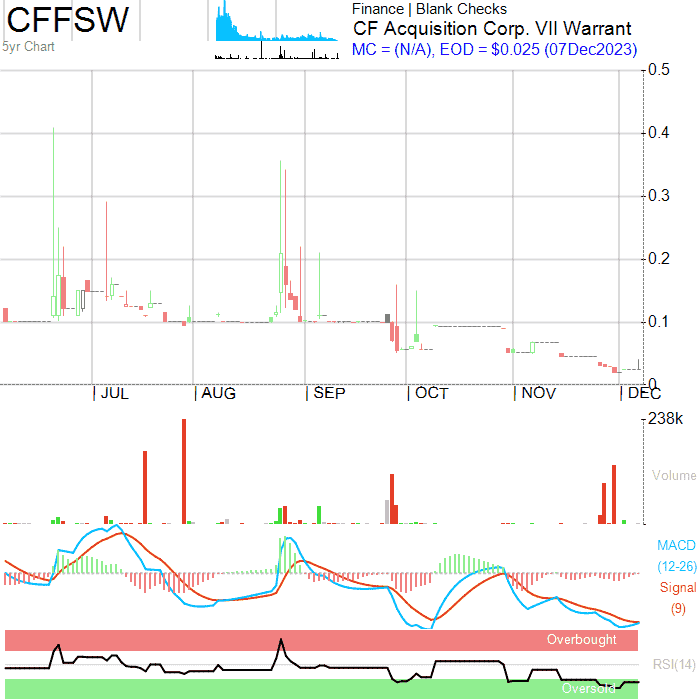 CFFSW
5yr Chart
Finance | Blank Checks
CF Acquisition Corp. VII Warrant
MC = (N/A), EOD = $0.025 (07Dec2023)
0.5
0.4
0.3
0.2
0.1
0
JUL AUG SEP OCT NOV DEC
238k
Volume
MACD
(12-26)
Signal
(9)
Overbought
RSI(14)
Oversold